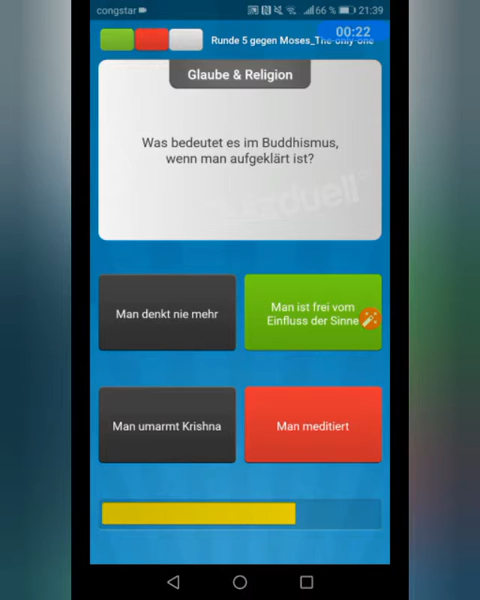 congstar
66 % 21:39
00:22
Runde 5 gegen Moses_The-only-one
Glaube & Religion
Was bedeutet es im Buddhismus,
wenn man aufgeklärt ist?
Man denkt nie mehr
Man ist frei vom
Einfluss der Sinne
Man umarmt Krishna
Man meditiert